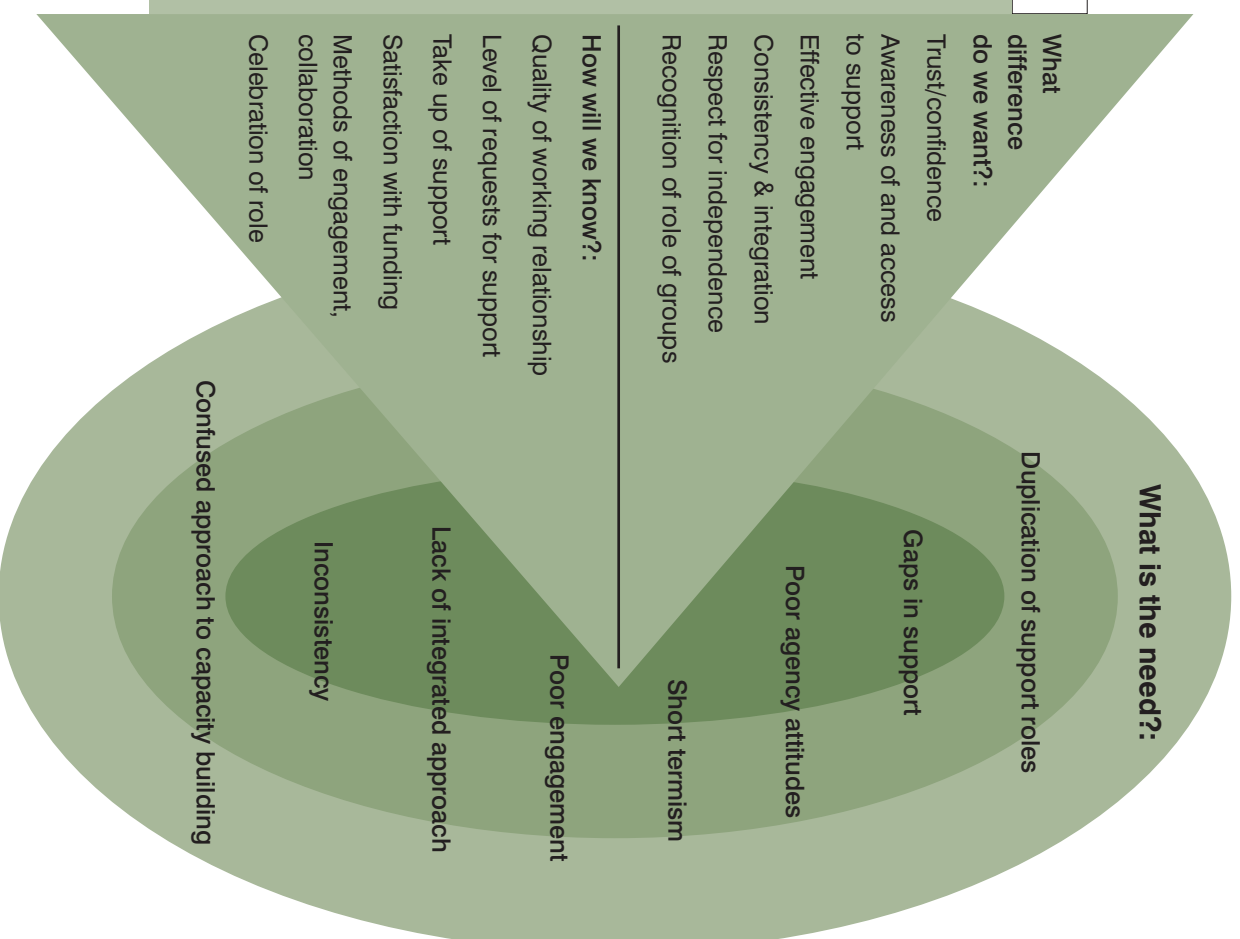 What is the need?:
Duplication of support roles
Gaps in support
Poor agency attitudes
Short termism
Poor engagement
Lack of integrated approach
Inconsistency
Confused approach to capacity building
What
difference
do we want?:
Trust/confidence
Awareness of and access
to support
Effective engagement
Consistency & integration
Respect for independence
Recognition of role of groups
How will we know?:
Quality of working relationship
Level of requests for support
Take up of support
Satisfaction with funding
Methods of engagement,
collaboration
Celebration of role